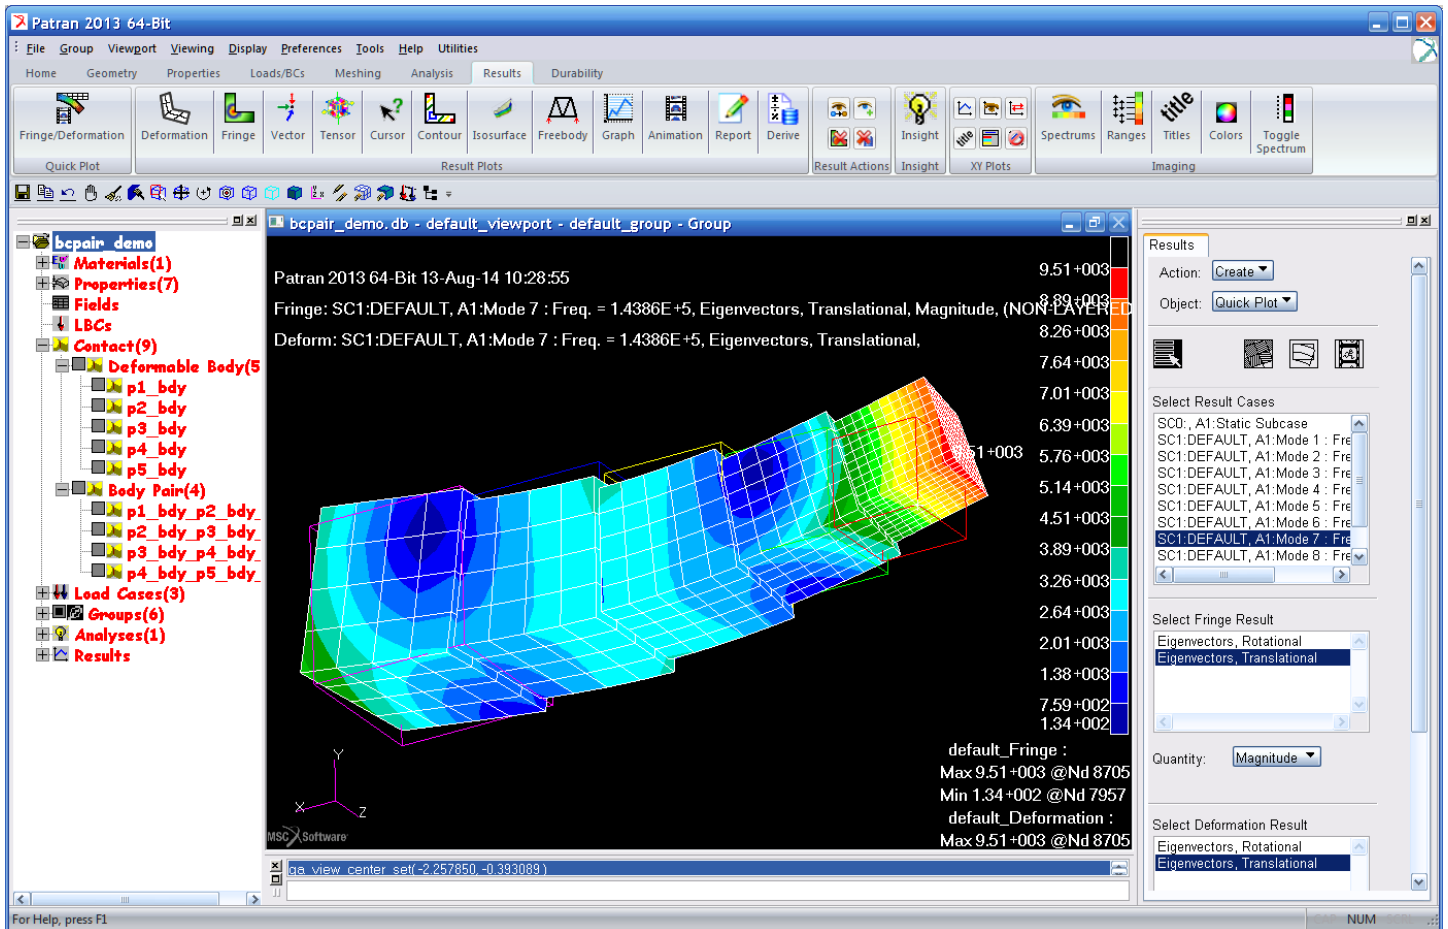 Patran 2013 64-Bit
File Group Viewport Viewing Display Preferences Tools Help Utilities
Home Geometry Properties Loads/BCs Meshing Analysis Results Durability
Fringe/Deformation Deformation Fringe Vector Tensor Cursor Contour Isosurface Freebody Graph Animation Report Derive Insight Spectrums Ranges Titles Colors Toggle Spectrum
Quick Plot Result Plots Result Actions Insight XY Plots Imaging
bcpair_demo
Materials(1)
Properties(7)
Fields
LBCs
Contact(9)
Deformable Body(5
p1_bdy
p2_bdy
p3_bdy
p4_bdy
p5_bdy
Body Pair(4)
p1_bdy_p2_bdy_
p2_bdy_p3_bdy_
p3_bdy_p4_bdy_
p4_bdy_p5_bdy_
Load Cases(3)
Groups(6)
Analyses(1)
Results
bcpair_demo.db - default_viewport - default_group - Group
Patran 2013 64-Bit 13-Aug-14 10:28:55
Fringe: SC1:DEFAULT, A1:Mode 7 : Freq. = 1.4386E+5, Eigenvectors, Translational, Magnitude, (NON-LAYERED
Deform: SC1:DEFAULT, A1:Mode 7 : Freq. = 1.4386E+5, Eigenvectors, Translational,
9.51+003
8.89+003
8.26+003
7.64+003
7.01+003
6.39+003
51+003
5.76+003
5.14+003
4.51+003
3.89+003
3.26+003
2.64+003
2.01+003
1.38+003
7.59+002
1.34+002
default_Fringe :
Max 9.51+003 @Nd 8705
Min 1.34+002 @Nd 7957
default_Deformation :
Max 9.51+003 @Nd 8705
Y
X
Z
MSC Software
ga_view_center_set( -2.257850, -0.393089 )
Results
Action: Create
Object: Quick Plot
Select Result Cases
SC0:, A1:Static Subcase
SC1:DEFAULT, A1:Mode 1 : Fre
SC1:DEFAULT, A1:Mode 2 : Fre
SC1:DEFAULT, A1:Mode 3 : Fre
SC1:DEFAULT, A1:Mode 4 : Fre
SC1:DEFAULT, A1:Mode 5 : Fre
SC1:DEFAULT, A1:Mode 6 : Fre
SC1:DEFAULT, A1:Mode 7 : Fre
SC1:DEFAULT, A1:Mode 8 : Fre
Select Fringe Result
Eigenvectors, Rotational
Eigenvectors, Translational
Quantity: Magnitude
Select Deformation Result
Eigenvectors, Rotational
Eigenvectors, Translational
For Help, press F1
NUM